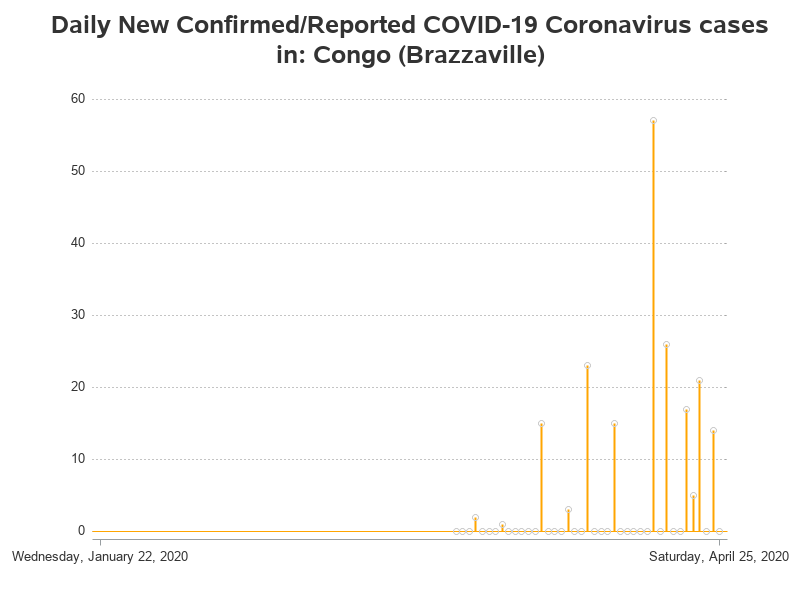 Daily New Confirmed/Reported COVID-19 Coronavirus cases
in: Congo (Brazzaville)
60
50
40
30
20
10
0
Wednesday, January 22, 2020
Saturday, April 25, 2020